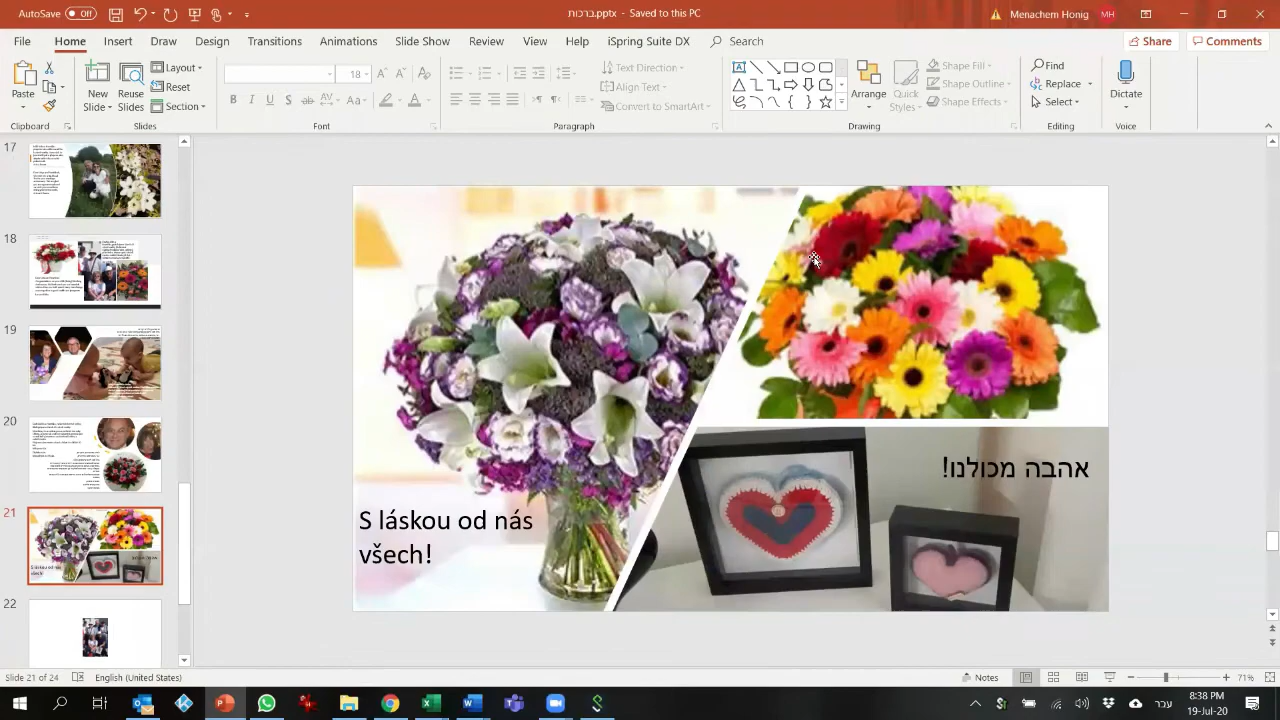 AutoSave Off
ברכות.pptx - Saved to this PC
Menachem Honig MH
File Home Insert Draw Design Transitions Animations Slide Show Review View Help iSpring Suite DX Search Share Comments
Paste
New Slide
Reuse Slides
Layout
Reset
Section
18
Text Direction
Align Text
Convert to SmartArt
Arrange
Quick Styles
Shape Fill
Shape Outline
Shape Effects
Find
Replace
Select
Dictate
Clipboard Slides Font Paragraph Drawing Editing Voice
17
18
19
20
21
22
אהבה מכולנו!
S láskou od nás
všech!
Slide 21 of 24 English (United States) Notes 71%
עבר
8:38 PM
19-Jul-20